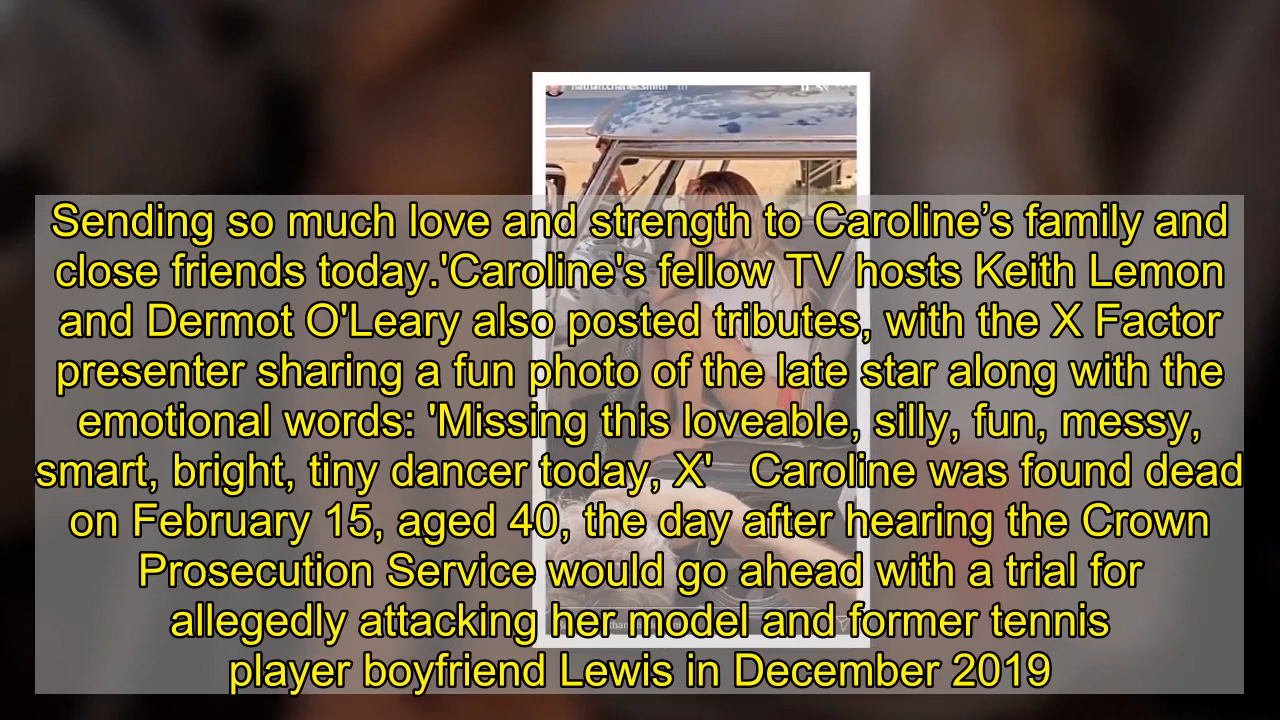 nathan.charles.smith 1h
Sending so much love and strength to Caroline’s family and
close friends today.'Caroline's fellow TV hosts Keith Lemon
and Dermot O'Leary also posted tributes, with the X Factor
presenter sharing a fun photo of the late star along with the
emotional words: 'Missing this loveable, silly, fun, messy,
smart, bright, tiny dancer today, X'   Caroline was found dead
on February 15, aged 40, the day after hearing the Crown
Prosecution Service would go ahead with a trial for
allegedly attacking her model and former tennis
player boyfriend Lewis in December 2019